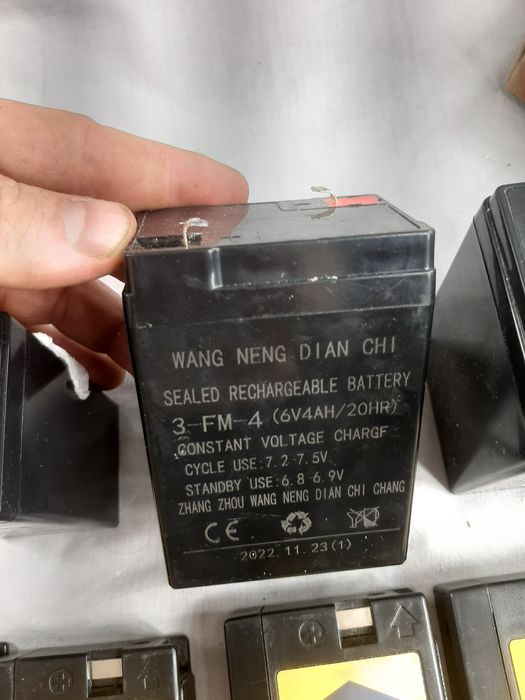 WANG NENG DIAN CHI
SEALED RECHARGEABLE BATTERY
3-FM-4 (6V4AH/20HR)
CONSTANT VOLTAGE CHARGF
CYCLE USE:7.2-7.5V
STANDBY USE:6.8-6.9V
ZHANG ZHOU WANG NENG DIAN CHI CHANG
CE
2022.11.23(1)